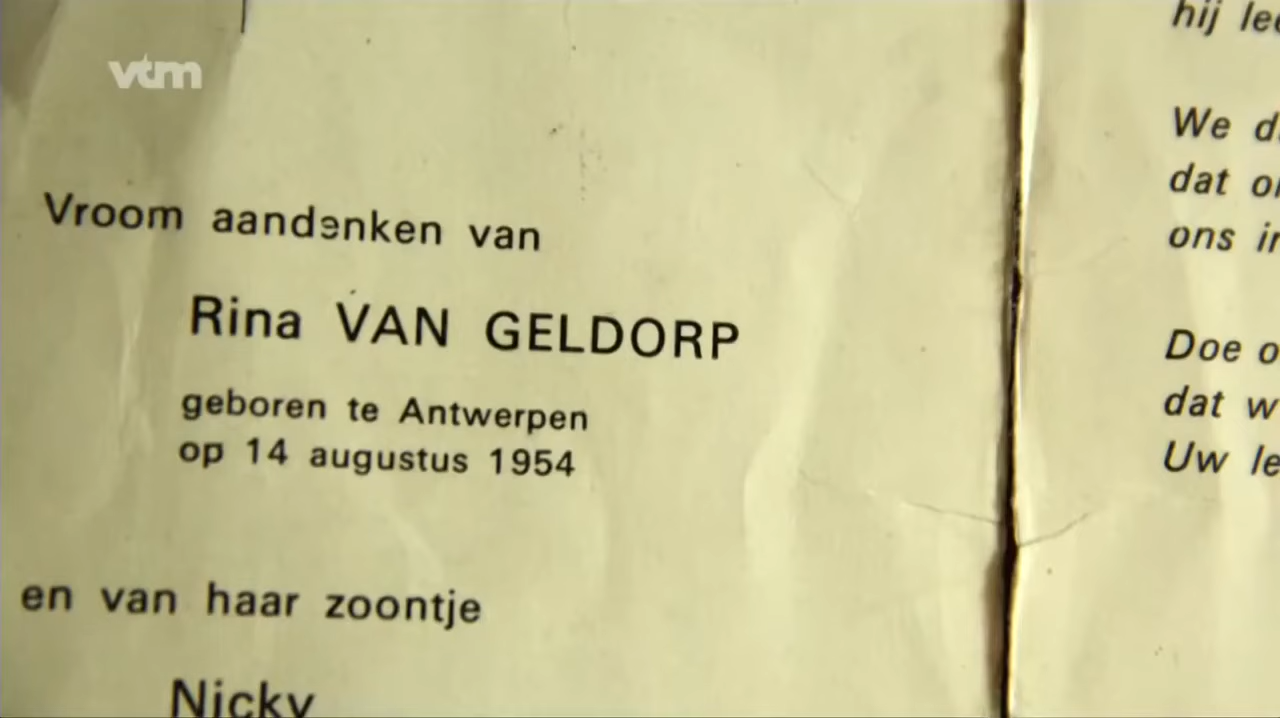 vtm
Vroom aandenken van
Rina VAN GELDORP
geboren te Antwerpen
op 14 augustus 1954
en van haar zoontje
Nicky
hij
We
dat
ons
Doe
dat
Uw